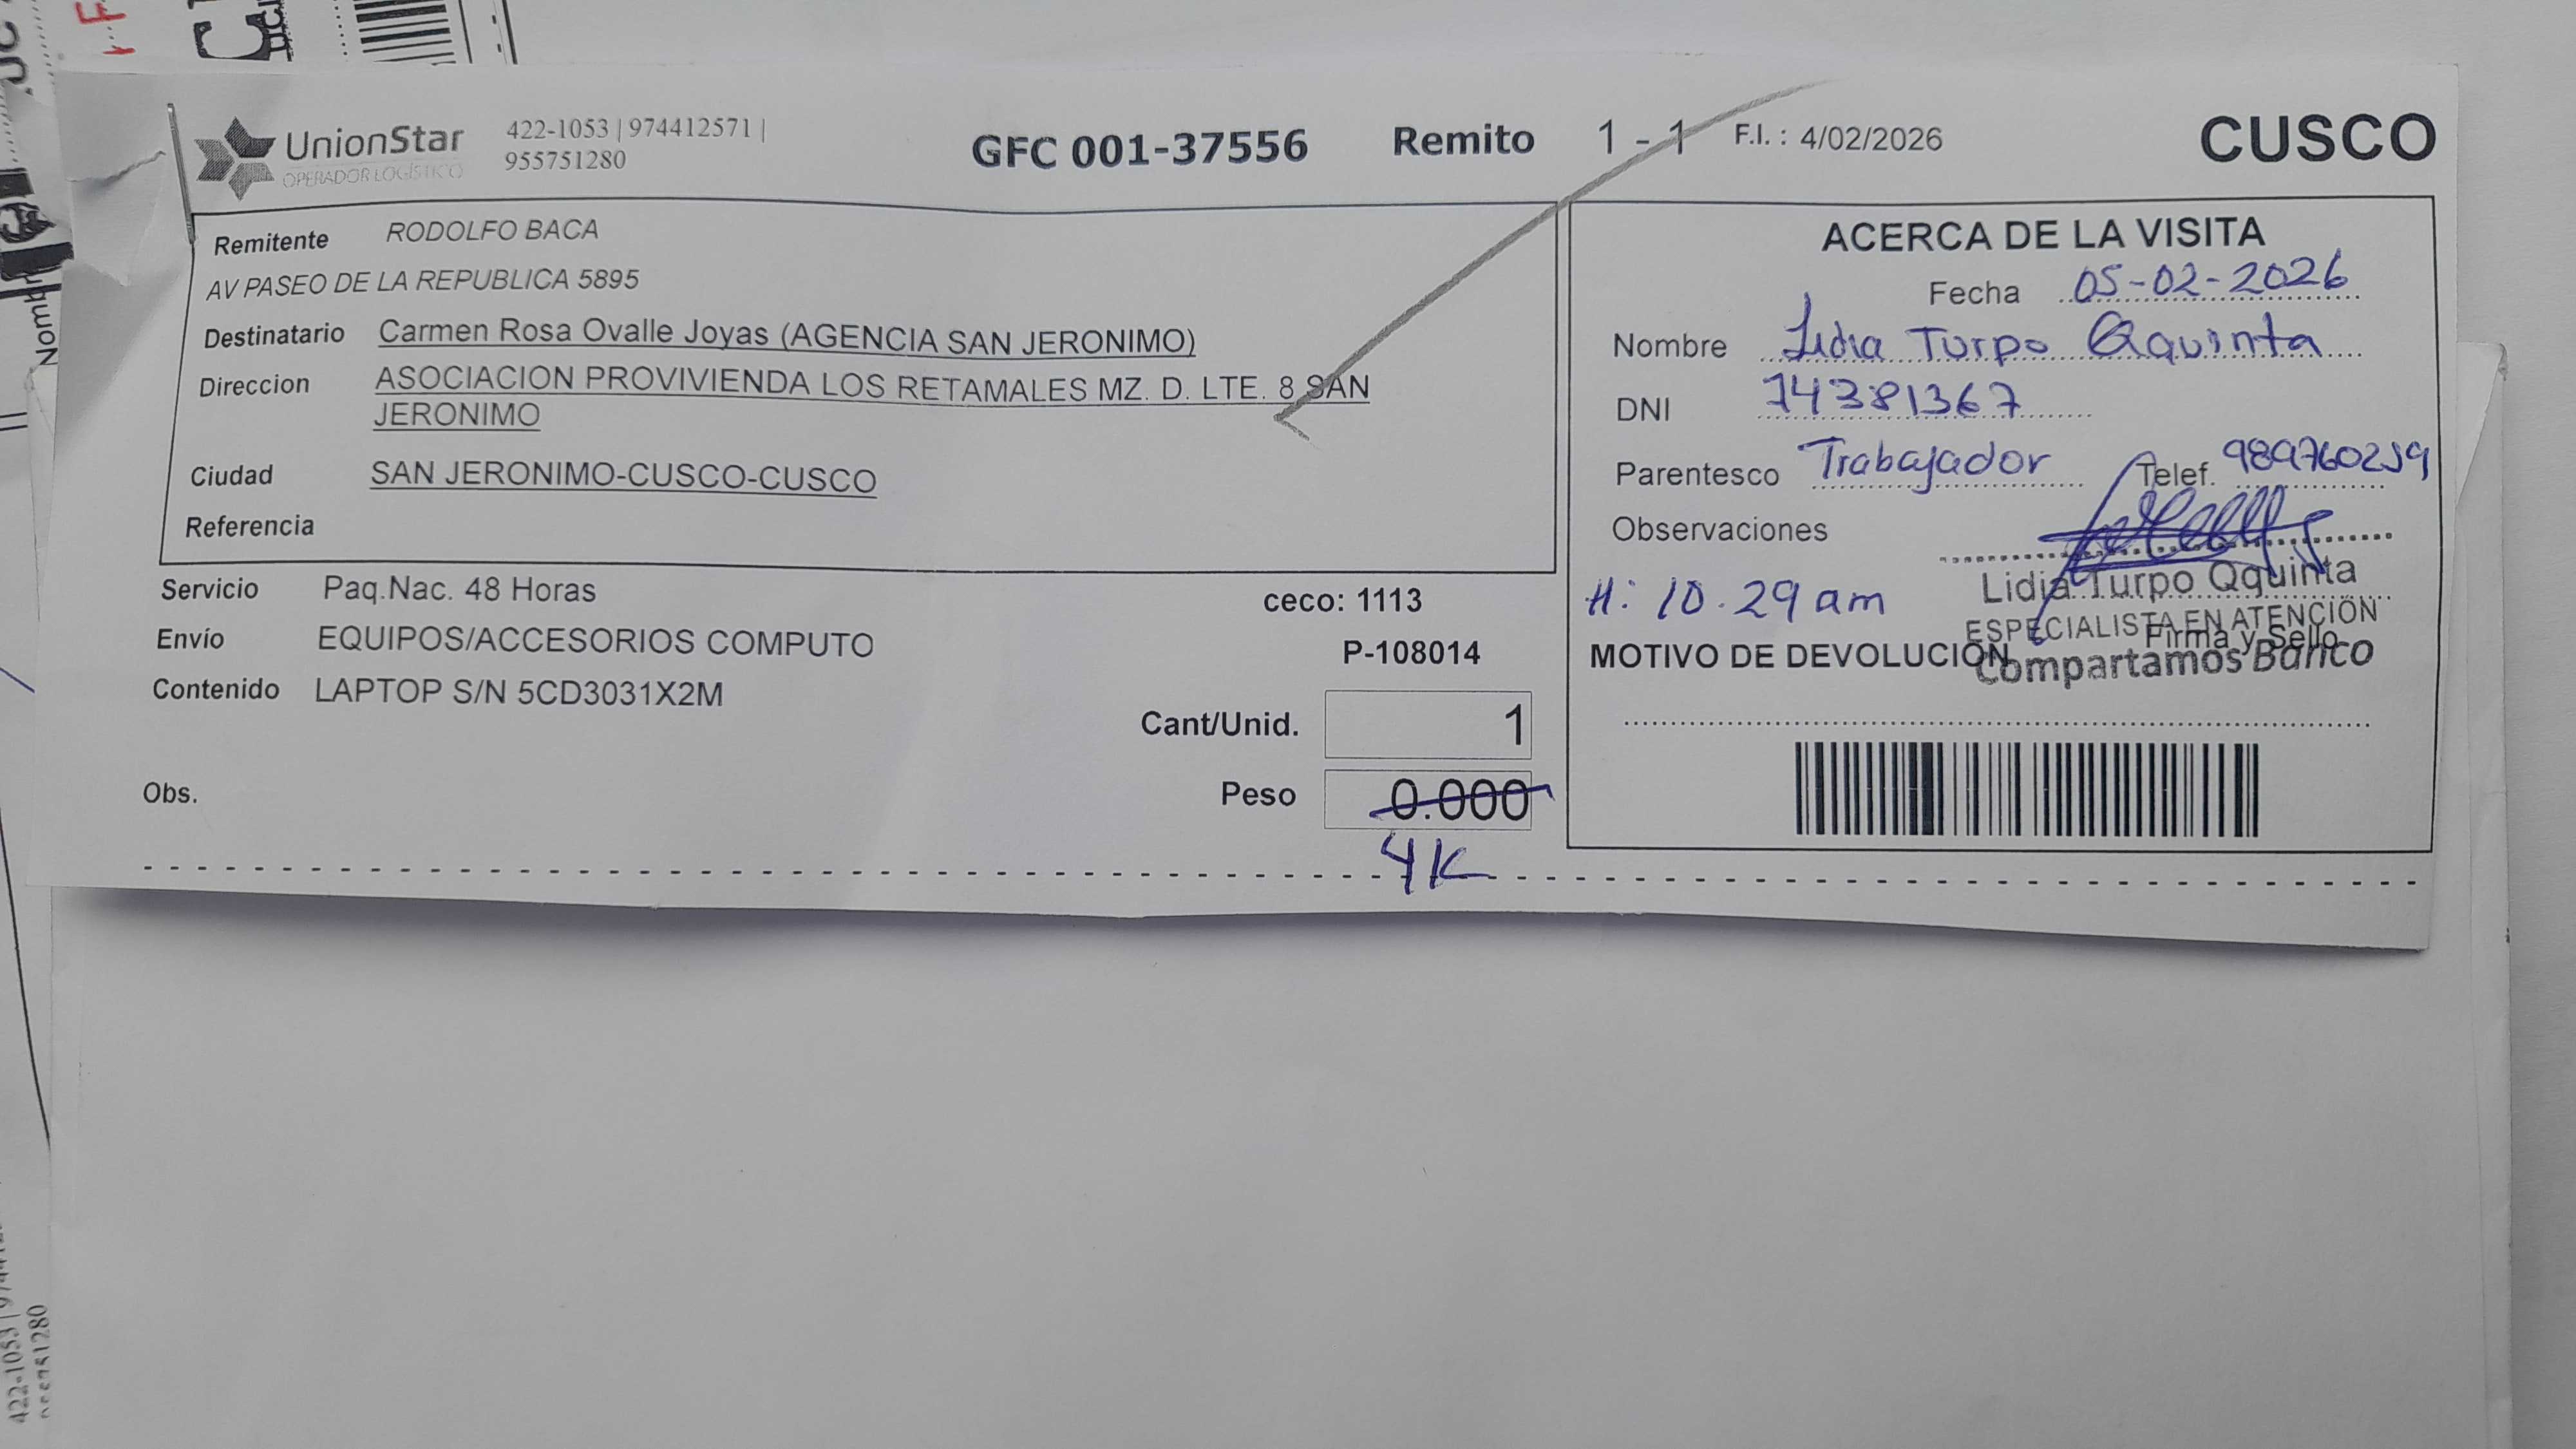 UnionStar
OPERADOR LOGÍSTICO
422-1053 | 974412571 |
955751280
GFC 001-37556 Remito 1 - 1 F.I. : 4/02/2026 CUSCO
Remitente RODOLFO BACA
AV PASEO DE LA REPUBLICA 5895
Destinatario Carmen Rosa Ovalle Joyas (AGENCIA SAN JERONIMO)
Direccion ASOCIACION PROVIVIENDA LOS RETAMALES MZ. D. LTE. 8 SAN
JERONIMO
Ciudad SAN JERONIMO-CUSCO-CUSCO
Referencia
Servicio Paq.Nac. 48 Horas
ceco: 1113
Envío EQUIPOS/ACCESORIOS COMPUTO
P-108014
Contenido LAPTOP S/N 5CD3031X2M
Cant/Unid. 1
Peso 0.000
4K
Obs.
ACERCA DE LA VISITA
Fecha 05-02-2026
Nombre Lidia Turpo Qquinta
DNI 74381367
Parentesco Trabajador Telef. 989760259
Observaciones
H: 10.29 am
Lidia Turpo Qquinta
ESPECIALISTA EN ATENCIÓN
Firma y Sello
MOTIVO DE DEVOLUCIÓN
Compartamos Banco
Nombr
422-1053 | 97441